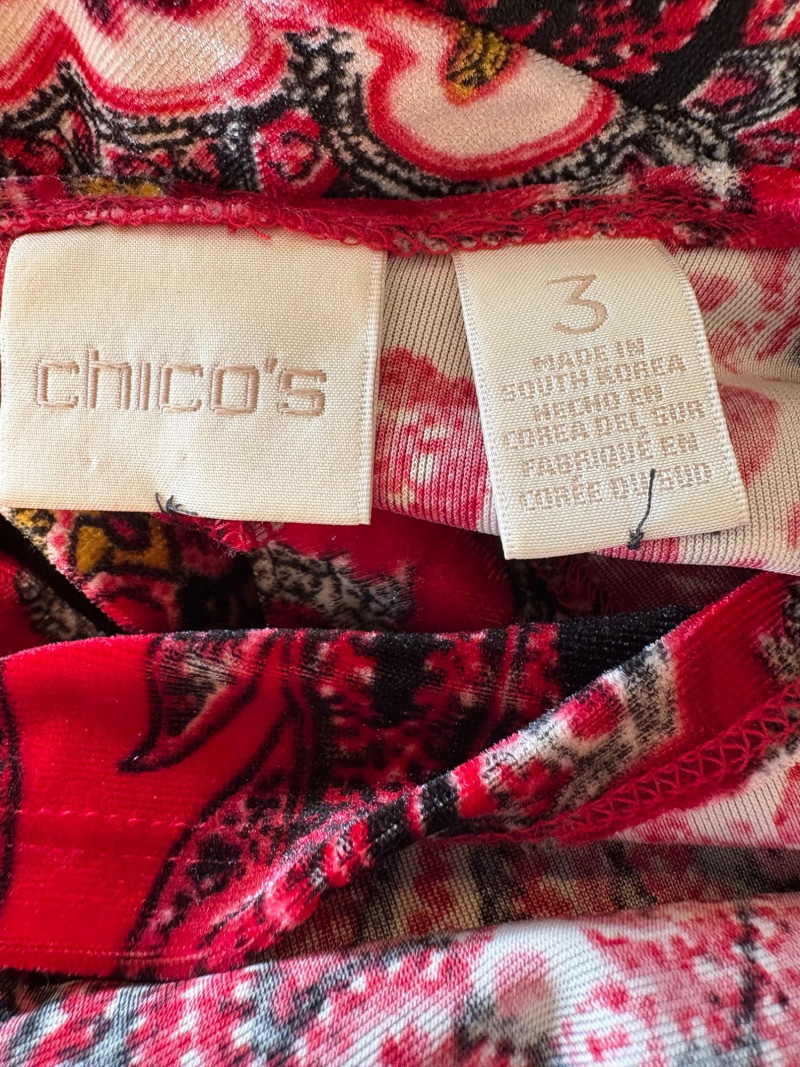 chico's
3
MADE IN
SOUTH KOREA
HECHO EN
COREA DEL SUR
FABRIQUÉ EN
CORÉE DU SUD